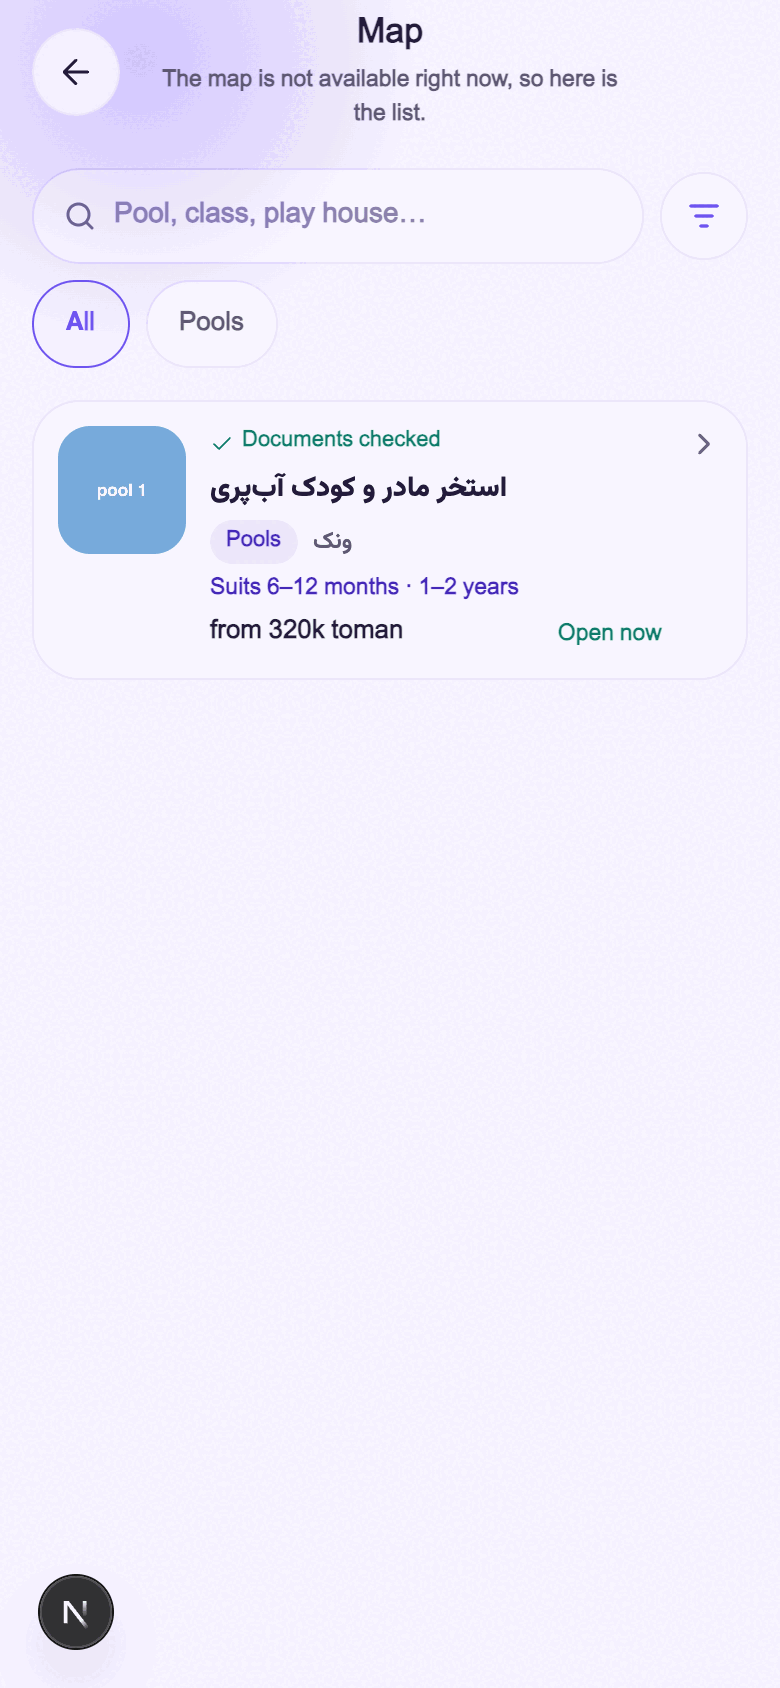 Map
The map is not available right now, so here is
the list.
Pool, class, play house…
All
Pools
pool 1
Documents checked
استخر مادر و کودک آب‌پری
Pools ونک
Suits 6–12 months · 1–2 years
from 320k toman
Open now
N